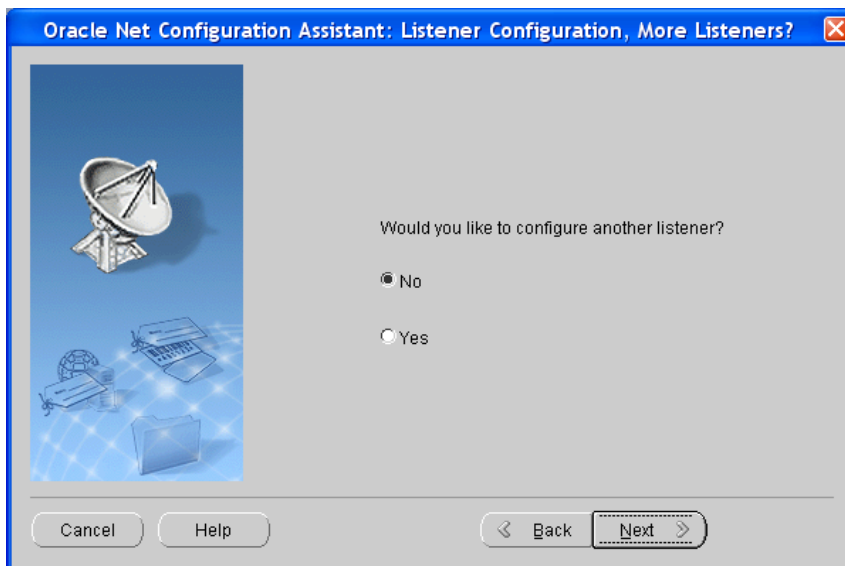 Oracle Net Configuration Assistant: Listener Configuration, More Listeners?
Would you like to configure another listener?
No
Yes
Cancel
Help
Back
Next